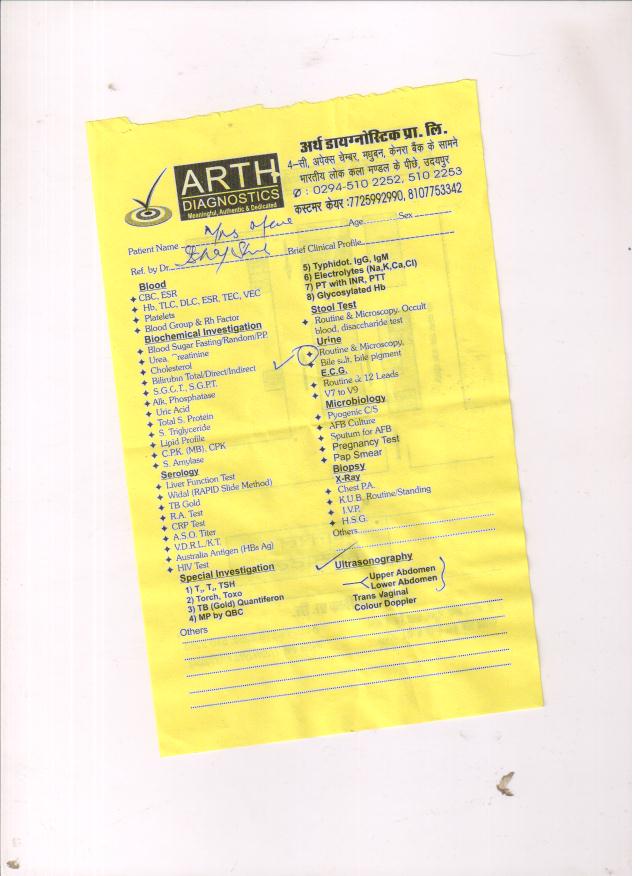 ARTH
DIAGNOSTICS
Meaningful, Authentic & Dedicated
अर्थ डायग्नोस्टिक प्रा. लि.
4-सी, अपेक्स चेम्बर, मधुबन, केनरा बैंक के सामने
भारतीय लोक कला मण्डल के पीछे, उदयपुर
✆ : 0294-510 2252, 510 2253
कस्टमर केयर :7725992990, 8107753342
Patient Name Mrs Age Sex
Ref. by Dr. Brief Clinical Profile
Blood
CBC, ESR
Hb, TLC, DLC, ESR, TEC, VEC
Platelets
Blood Group & Rh Factor
Biochemical Investigation
Blood Sugar Fasting/Random/P.P.
Urea, Creatinine
Cholesterol
Bilirubin Total/Direct/Indirect
S.G.C.T., S.G.P.T.
Alk, Phosphatase
Uric Acid
Total S. Protein
S. Triglyceride
Lipid Profile
C.P.K. (MB), CPK
S. Amylase
Serology
Liver Function Test
Widal (RAPID Slide Method)
TB Gold
R.A. Test
CRP Test
A.S.O. Titer
V.D.R.L./K.T.
Australia Antigen (HBs Ag)
HIV Test
Special Investigation
1) T₃, T₄, TSH
2) Torch, Toxo
3) TB (Gold) Quantiferon
4) MP by QBC
5) Typhidot. IgG, IgM
6) Electrolytes (Na,K,Ca,Cl)
7) PT with INR, PTT
8) Glycosylated Hb
Stool Test
Routine & Microscopy, Occult
blood, disaccharide test
Urine
Routine & Microscopy,
Bile salt, bile pigment
E.C.G.
Routine & 12 Leads
V7 to V9
Microbiology
Pyogenic C/S
AFB Culture
Sputum for AFB
Pregnancy Test
Pap Smear
Biopsy
X-Ray
Chest P.A.
K.U.B. Routine/Standing
I.V.P.
H.S.G.
Others
Ultrasonography
Upper Abdomen
Lower Abdomen
Trans Vaginal
Colour Doppler
Others